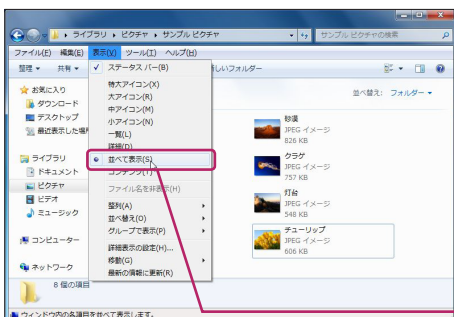 ライブラリ ▸ ピクチャ ▸ サンプル ピクチャ
サンプル ピクチャの検索
ファイル(F) 編集(E) 表示(V) ツール(T) ヘルプ(H)
整理 共有 しいフォルダー
✓ ステータス バー(B)
特大アイコン(X)
大アイコン(R)
中アイコン(M)
小アイコン(N)
一覧(L)
詳細(D)
並べて表示(S)
コンテンツ(T)
ファイル名を非表示(H)
整列(A)
並べ替え(O)
グループで表示(P)
詳細表示の設定(H)...
移動(G)
最新の情報に更新(R)
お気に入り
ダウンロード
デスクトップ
最近表示した場所
ライブラリ
ドキュメント
ピクチャ
ビデオ
ミュージック
コンピューター
ネットワーク
並べ替え: フォルダー
砂漠
JPEG イメージ
826 KB
クラゲ
JPEG イメージ
757 KB
灯台
JPEG イメージ
548 KB
チューリップ
JPEG イメージ
606 KB
8 個の項目
ウィンドウ内の各項目を並べて表示します。